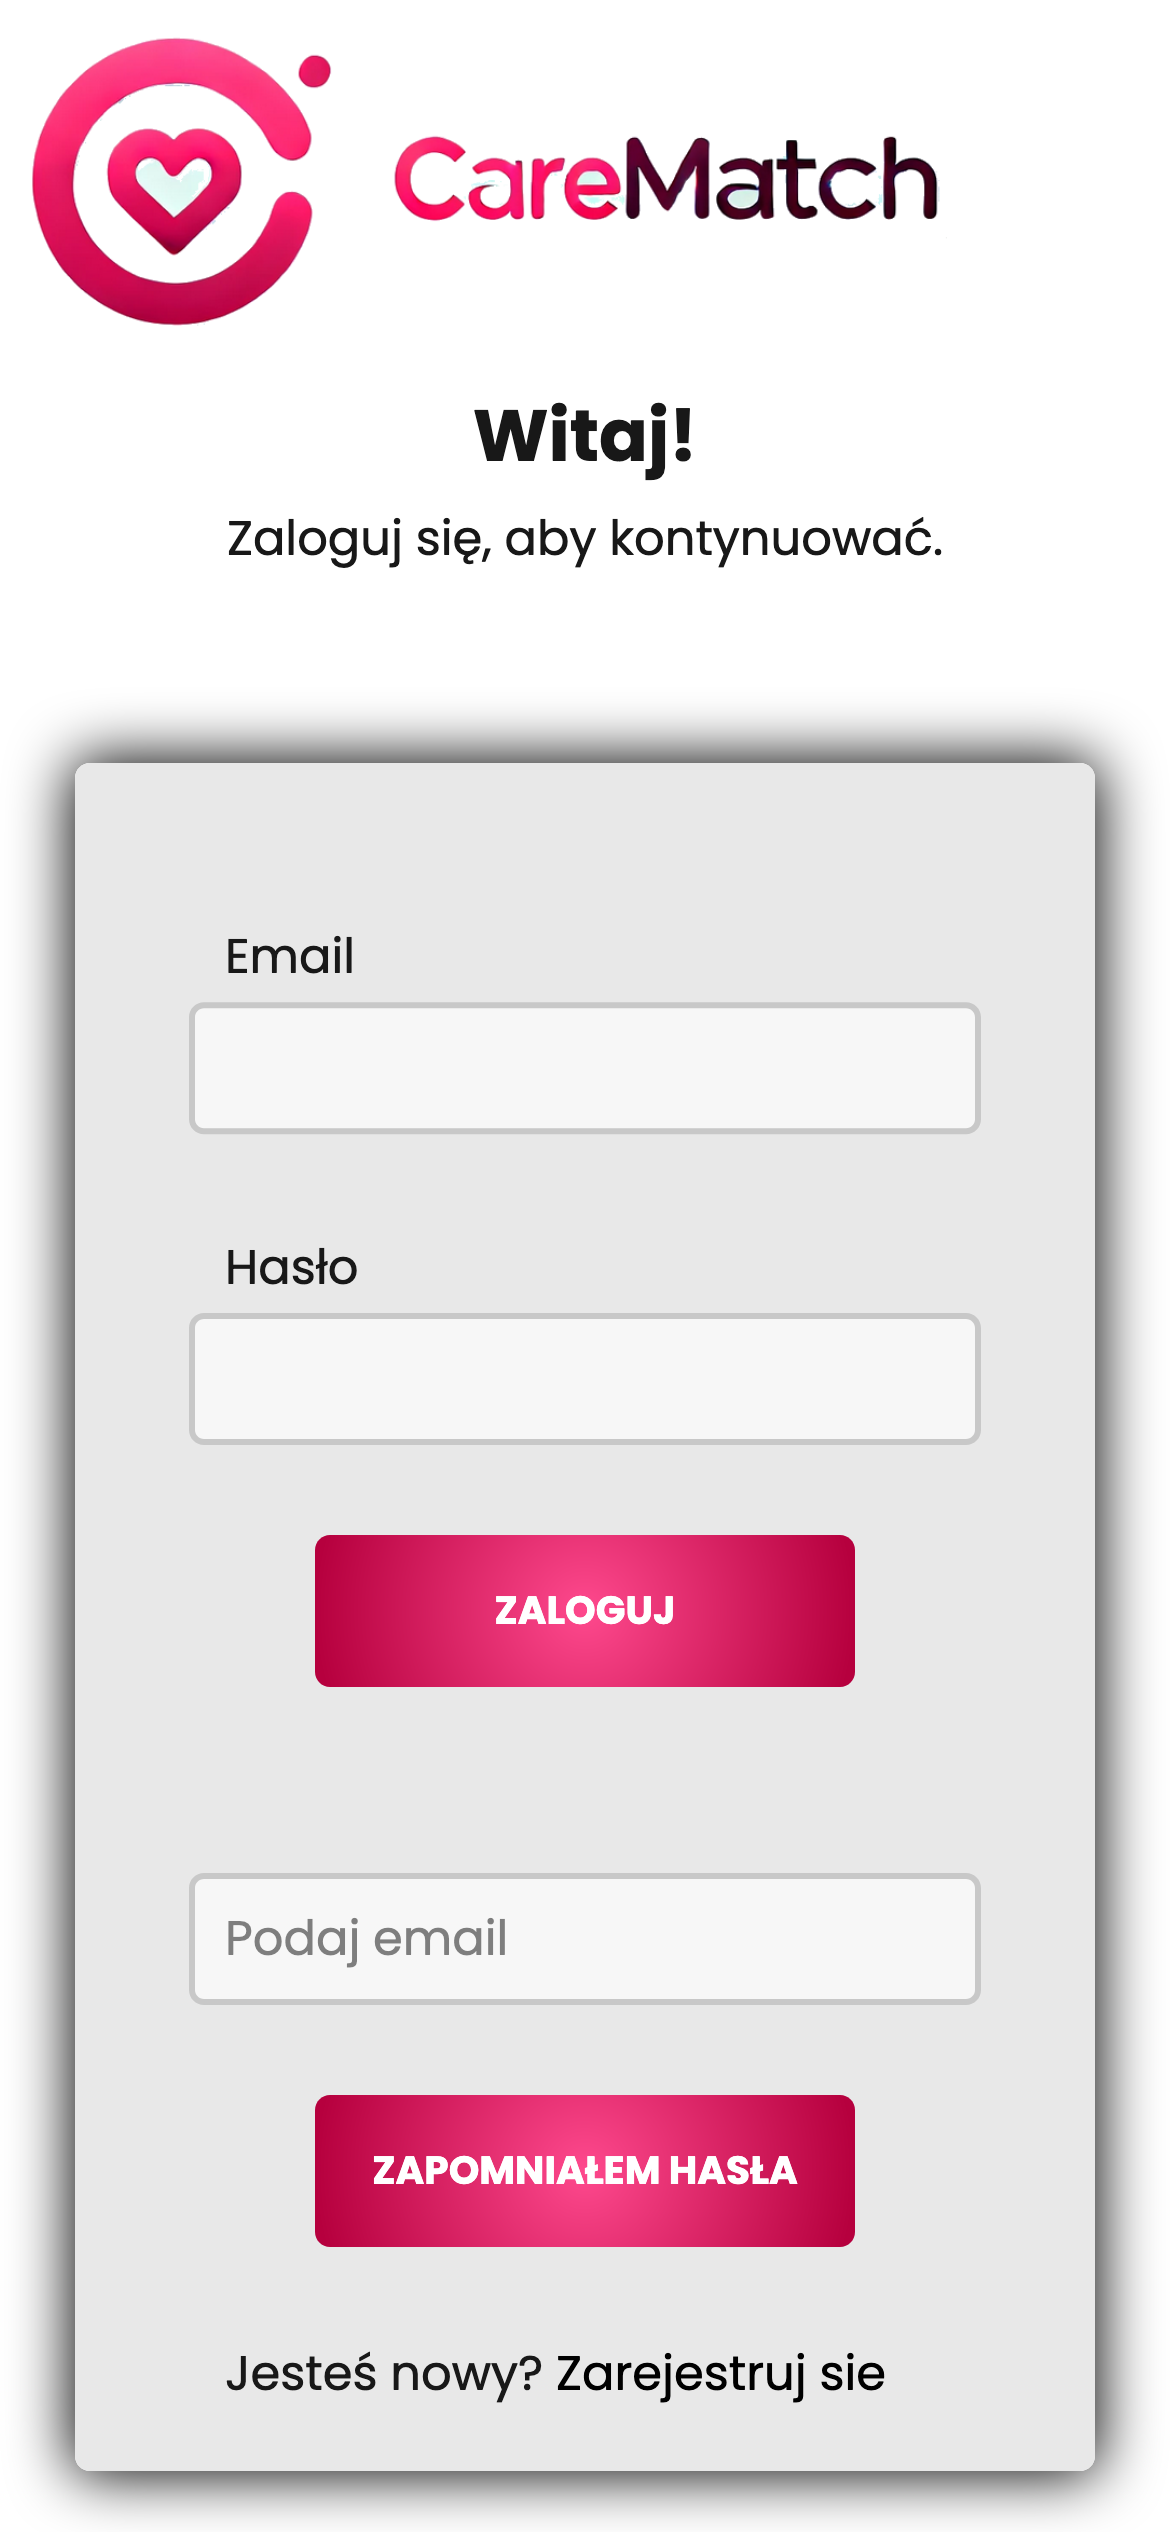 CareMatch
Witaj!
Zaloguj się, aby kontynuować.
Email
Hasło
ZALOGUJ
Podaj email
ZAPOMNIAŁEM HASŁA
Jesteś nowy? Zarejestruj sie